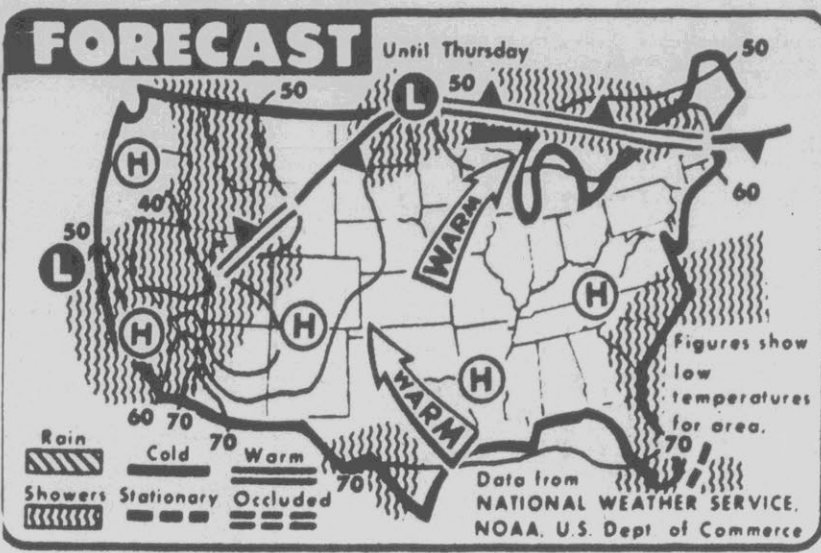 FORECAST
Until Thursday
50
50
50
L
H
40
50
L
60
WARM
H
H
H
H
WARM
Figures show
low
temperatures
for area.
60
70
70
70
70
Rain
Cold
Warm
Showers
Stationary
Occluded
Data from
NATIONAL WEATHER SERVICE,
NOAA, U.S. Dept of Commerce